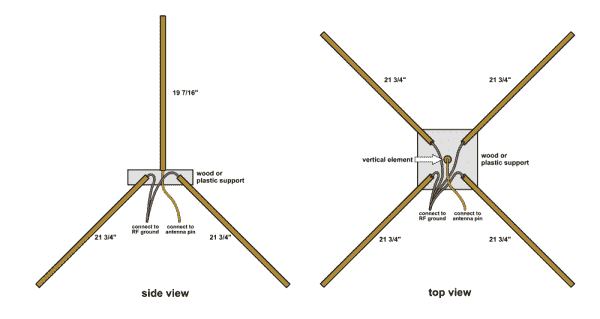 19 7/16"
wood or
plastic support
connect to
RF ground
connect to
antenna pin
21 3/4"
21 3/4"
side view
21 3/4"
21 3/4"
vertical element
wood or
plastic support
connect to
RF ground
connect to
antenna pin
21 3/4"
21 3/4"
top view